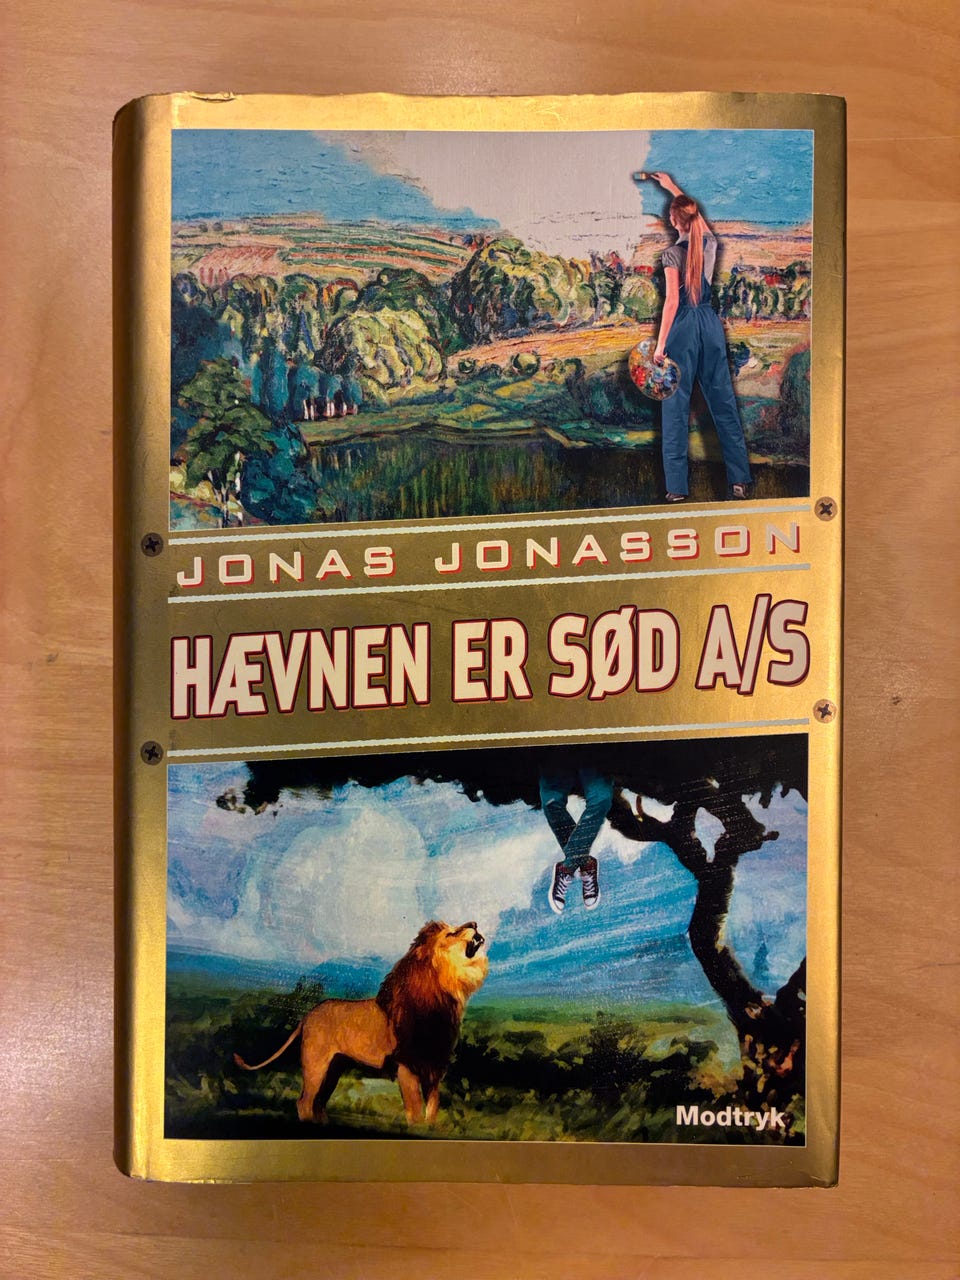 JONAS JONASSON
HÆVNEN ER SØD A/S
Modtryk